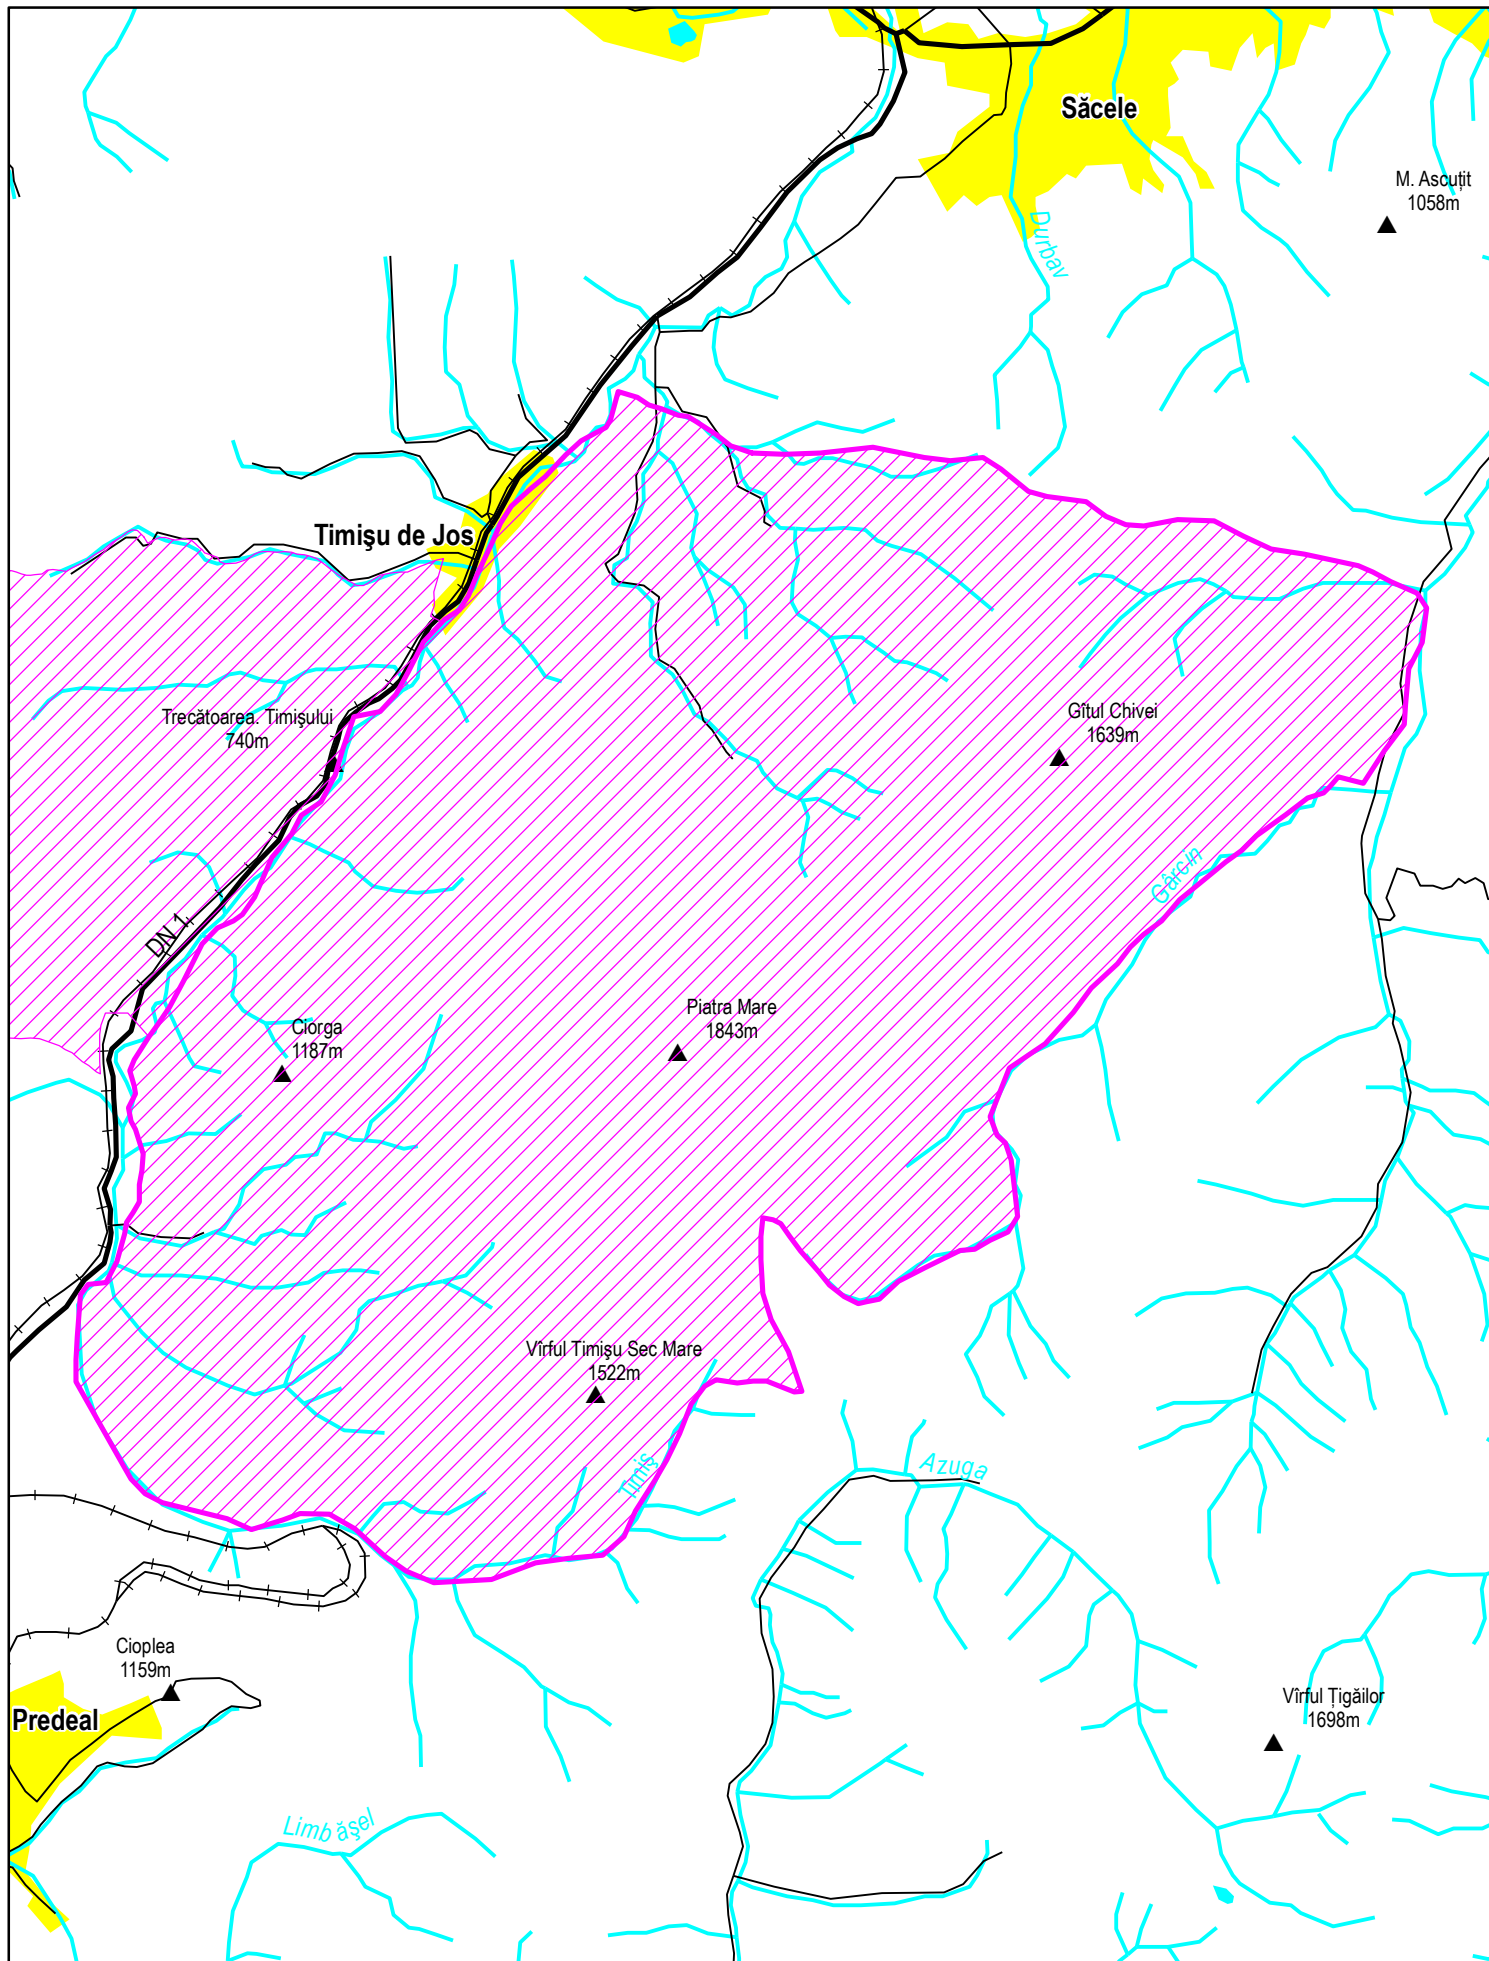 Săcele
M. Ascuțit
1058m
Durbav
Timişu de Jos
Trecătoarea. Timişului
740m
Gîtul Chivei
1639m
Gârcin
DN 1
Piatra Mare
1843m
Ciorga
1187m
Vîrful Timişu Sec Mare
1522m
Timiş
Azuga
Cioplea
1159m
Predeal
Vîrful Țigăilor
1698m
Limbăşel